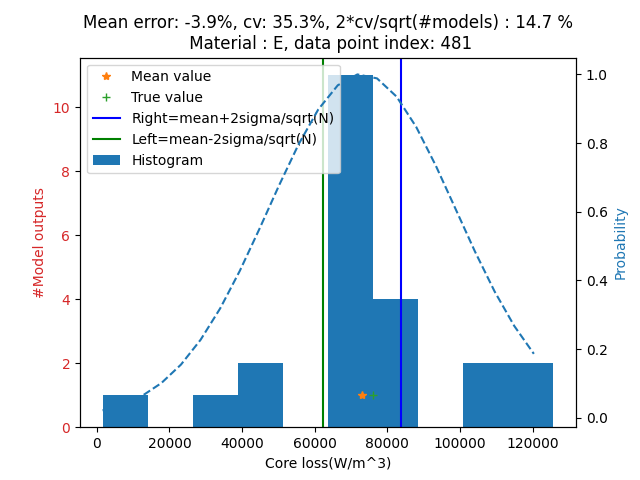 Mean error: -3.9%, cv: 35.3%, 2*cv/sqrt(#models) : 14.7 %
Material : E, data point index: 481
Mean value
True value
Right=mean+2sigma/sqrt(N)
Left=mean-2sigma/sqrt(N)
Histogram
#Model outputs
10
8
6
4
2
0
1.0
0.8
0.6
0.4
0.2
0.0
Probability
0 20000 40000 60000 80000 100000 120000
Core loss(W/m^3)